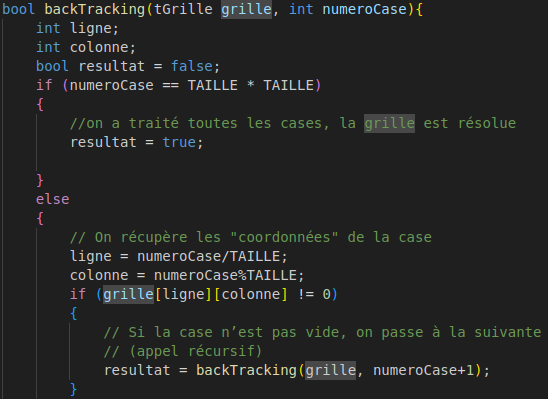 bool backTracking(tGrille grille, int numeroCase){
    int ligne;
    int colonne;
    bool resultat = false;
    if (numeroCase == TAILLE * TAILLE)
    {
        //on a traité toutes les cases, la grille est résolue
        resultat = true;

    }
    else
    {
        // On récupère les "coordonnées" de la case
        ligne = numeroCase/TAILLE;
        colonne = numeroCase%TAILLE;
        if (grille[ligne][colonne] != 0)
        {
            // Si la case n’est pas vide, on passe à la suivante
            // (appel récursif)
            resultat = backTracking(grille, numeroCase+1);
        }